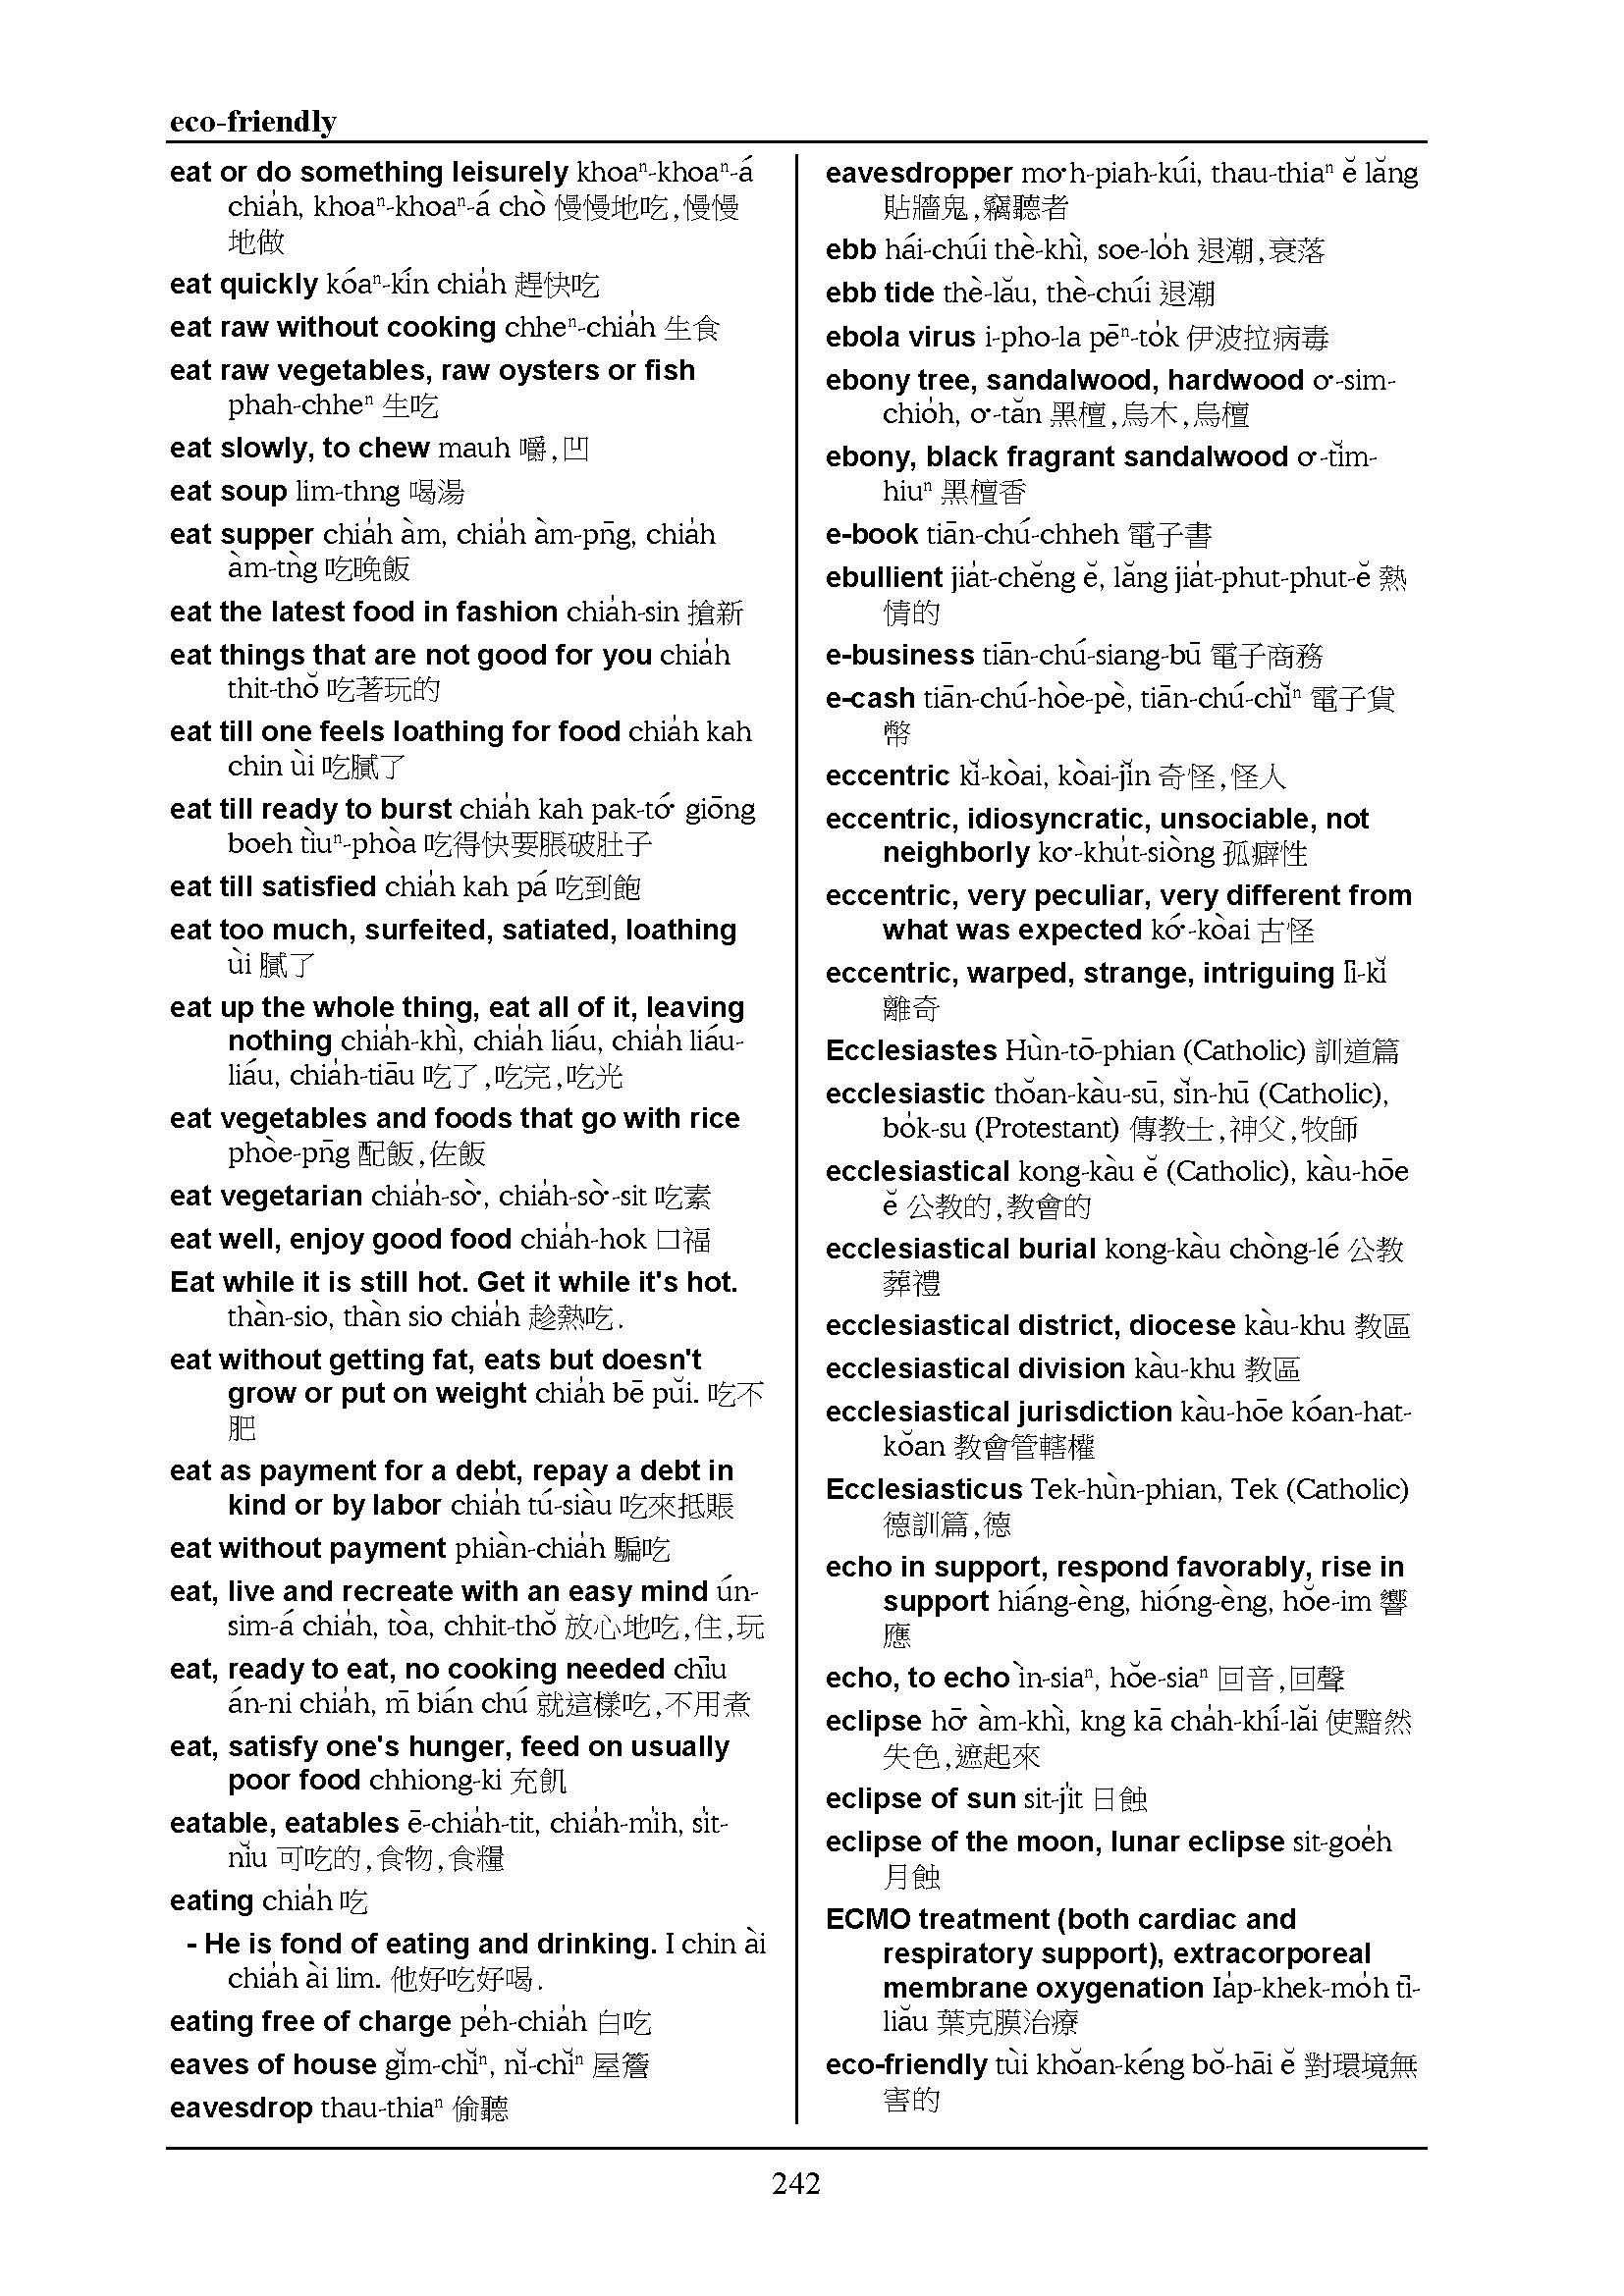 eco-friendly
eat or do something leisurely khoaⁿ-khoaⁿ-á
chia̍h, khoaⁿ-khoaⁿ-á chò 慢慢地吃,慢慢
地做
eat quickly kóaⁿ-kín chia̍h 趕快吃
eat raw without cooking chheⁿ-chia̍h 生食
eat raw vegetables, raw oysters or fish
phah-chheⁿ 生吃
eat slowly, to chew mauh 嚼,凹
eat soup lim-thng 喝湯
eat supper chia̍h àm, chia̍h àm-pn̄g, chia̍h
àm-tǹg 吃晚飯
eat the latest food in fashion chia̍h-sin 搶新
eat things that are not good for you chia̍h
thit-thŏ 吃著玩的
eat till one feels loathing for food chia̍h kah
chin ùi 吃膩了
eat till ready to burst chia̍h kah pak-tó͘ giōng
boeh tìuⁿ-phòa 吃得快要脹破肚子
eat till satisfied chia̍h kah pá 吃到飽
eat too much, surfeited, satiated, loathing
ùi 膩了
eat up the whole thing, eat all of it, leaving
nothing chia̍h-khì, chia̍h liáu, chia̍h liáu-
liáu, chia̍h-tiāu 吃了,吃完,吃光
eat vegetables and foods that go with rice
phòe-pn̄g 配飯,佐飯
eat vegetarian chia̍h-sò͘, chia̍h-sò͘-sit 吃素
eat well, enjoy good food chia̍h-hok 口福
Eat while it is still hot. Get it while it's hot.
thàn-sio, thàn sio chia̍h 趁熱吃.
eat without getting fat, eats but doesn't
grow or put on weight chia̍h bē pŭi. 吃不
肥
eat as payment for a debt, repay a debt in
kind or by labor chia̍h tú-siàu 吃來抵賬
eat without payment phiàn-chia̍h 騙吃
eat, live and recreate with an easy mind ún-
sim-á chia̍h, tòa, chhit-thŏ 放心地吃,住,玩
eat, ready to eat, no cooking needed chīu
án-ni chia̍h, m̄ bián chú 就這樣吃,不用煮
eat, satisfy one's hunger, feed on usually
poor food chhiong-ki 充飢
eatable, eatables ē-chia̍h-tit, chia̍h-mi̍h, si̍t-
nĭu 可吃的,食物,食糧
eating chia̍h 吃
- He is fond of eating and drinking. I chin ài
chia̍h ài lim. 他好吃好喝.
eating free of charge pe̍h-chia̍h 白吃
eaves of house gĭm-chĭⁿ, nĭ-chĭⁿ 屋簷
eavesdrop thau-thiaⁿ 偷聽
eavesdropper mo͘h-piah-kúi, thau-thiaⁿ ĕ lăng
貼牆鬼,竊聽者
ebb hái-chúi thè-khì, soe-lo̍h 退潮,衰落
ebb tide thè-lău, thè-chúi 退潮
ebola virus i-pho-la pēⁿ-to̍k 伊波拉病毒
ebony tree, sandalwood, hardwood o͘-sim-
chio̍h, o͘-tăn 黑檀,烏木,烏檀
ebony, black fragrant sandalwood o͘-tĭm-
hiuⁿ 黑檀香
e-book tiān-chú-chheh 電子書
ebullient jia̍t-chĕng ĕ, lăng jia̍t-phut-phut-ĕ 熱
情的
e-business tiān-chú-siang-bū 電子商務
e-cash tiān-chú-hòe-pè, tiān-chú-chĭⁿ 電子貨
幣
eccentric kĭ-kòai, kòai-jĭn 奇怪,怪人
eccentric, idiosyncratic, unsociable, not
neighborly ko͘-khu̍t-siòng 孤癖性
eccentric, very peculiar, very different from
what was expected kó͘-kòai 古怪
eccentric, warped, strange, intriguing lī-kĭ
離奇
Ecclesiastes Hùn-tō-phian (Catholic) 訓道篇
ecclesiastic thŏan-kàu-sū, sĭn-hū (Catholic),
bo̍k-su (Protestant) 傳教士,神父,牧師
ecclesiastical kong-kàu ĕ (Catholic), kàu-hōe
ĕ 公教的,教會的
ecclesiastical burial kong-kàu chòng-lé 公教
葬禮
ecclesiastical district, diocese kàu-khu 教區
ecclesiastical division kàu-khu 教區
ecclesiastical jurisdiction kàu-hōe kóan-hat-
kŏan 教會管轄權
Ecclesiasticus Tek-hùn-phian, Tek (Catholic)
德訓篇,德
echo in support, respond favorably, rise in
support hiáng-èng, hióng-èng, hŏe-im 響
應
echo, to echo ìn-siaⁿ, hŏe-siaⁿ 回音,回聲
eclipse hō͘ àm-khì, kng kā cha̍h-khí-lăi 使黯然
失色,遮起來
eclipse of sun sit-ji̍t 日蝕
eclipse of the moon, lunar eclipse sit-goe̍h
月蝕
ECMO treatment (both cardiac and
respiratory support), extracorporeal
membrane oxygenation Ia̍p-khek-mo̍h tī-
liău 葉克膜治療
eco-friendly tùi khŏan-kéng bŏ-hāi ĕ 對環境無
害的
242